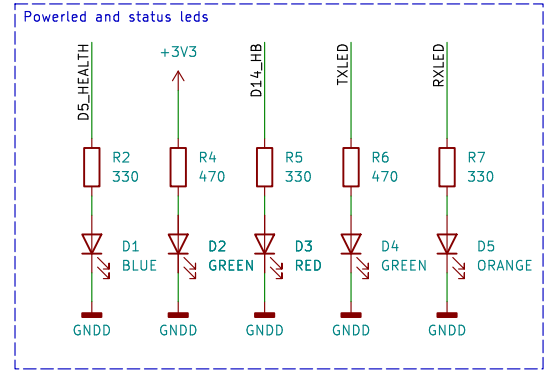 Powerled and status leds
D5_HEALTH
+3V3
D14_HB
TXLED
RXLED
R2
330
R4
470
R5
330
R6
470
R7
330
D1
BLUE
D2
GREEN
D3
RED
D4
GREEN
D5
ORANGE
GNDD
GNDD
GNDD
GNDD
GNDD